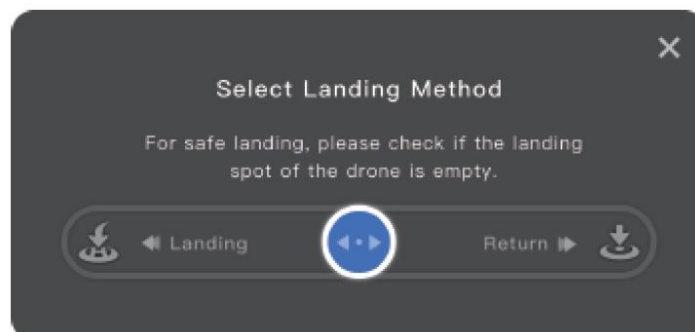 Select Landing Method
For safe landing, please check if the landing
spot of the drone is empty.
Landing
Return